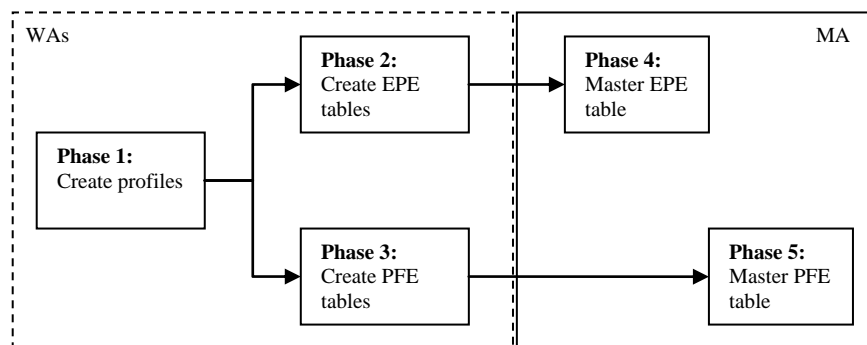 WAs
MA
Phase 2:
Create EPE
tables
Phase 4:
Master EPE
table
Phase 1:
Create profiles
Phase 3:
Create PFE
tables
Phase 5:
Master PFE
table